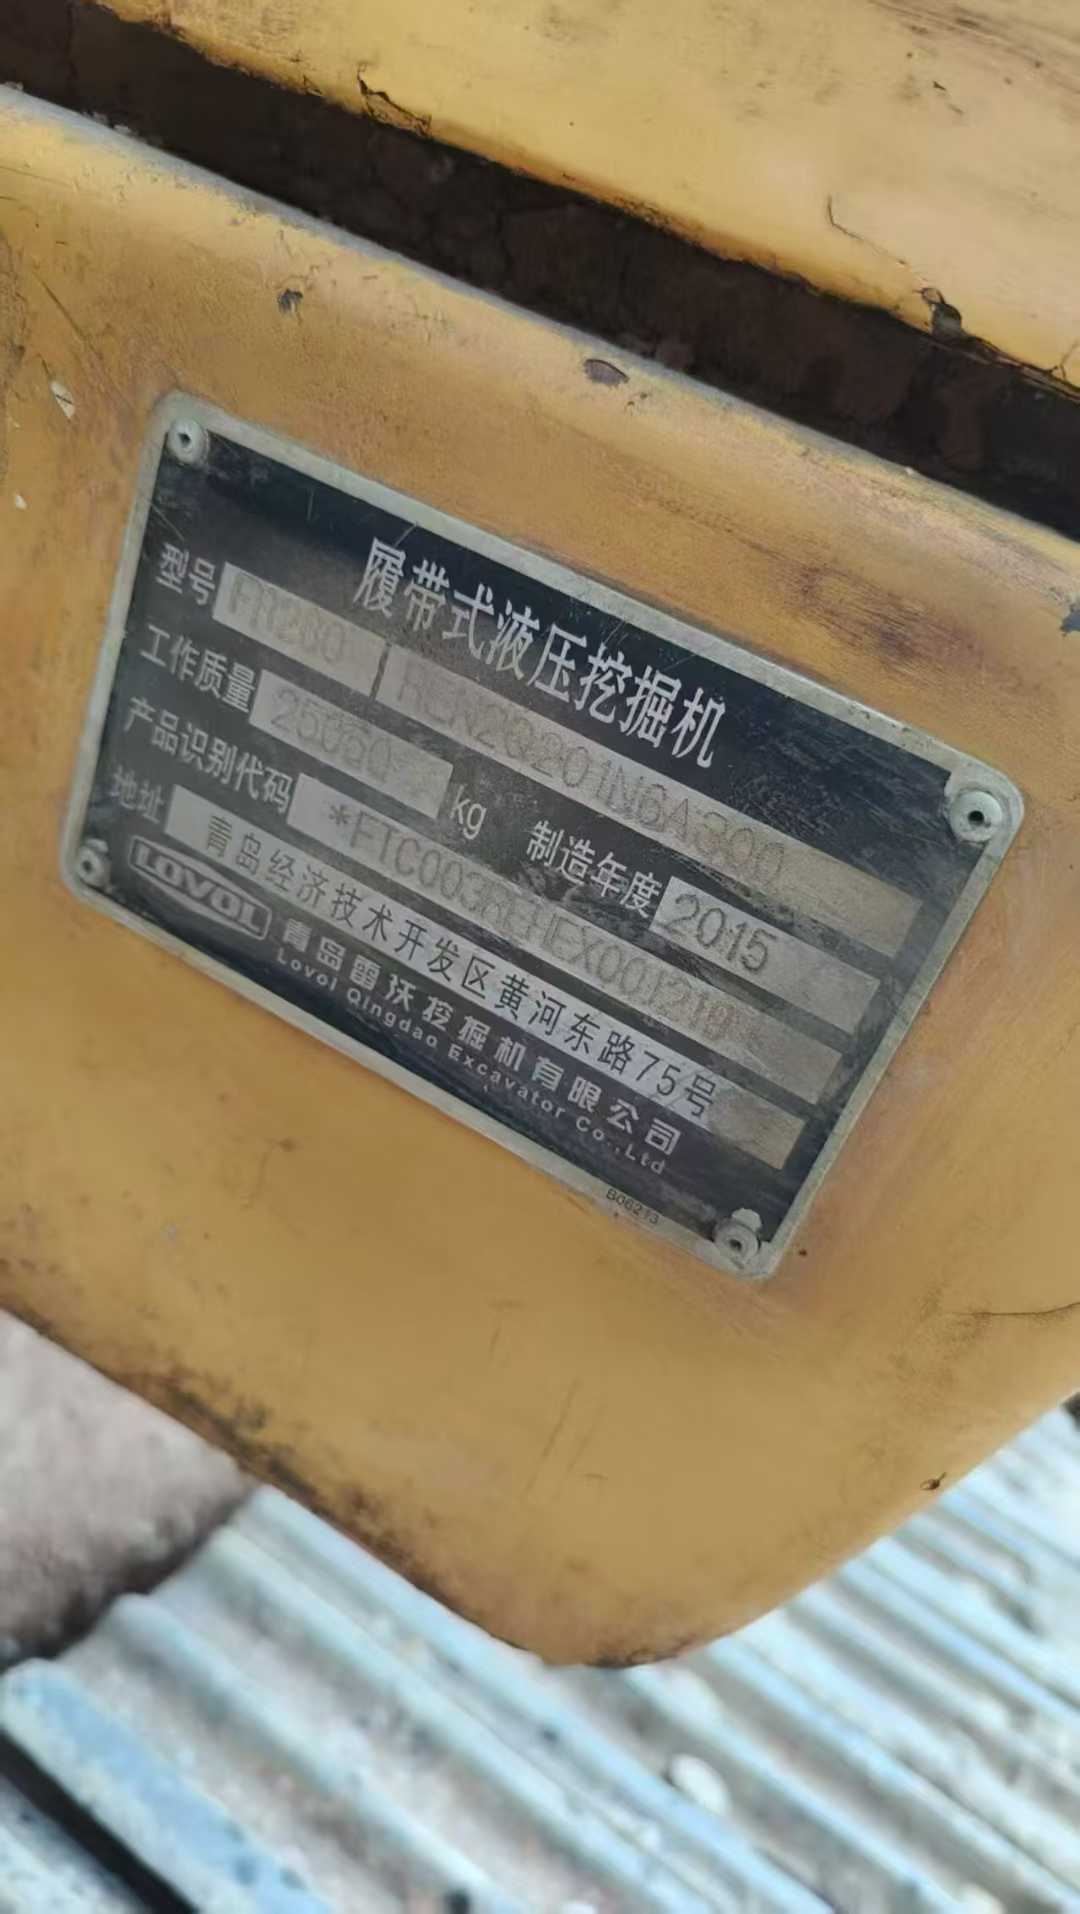 履带式液压挖掘机
型号 FR260
工作质量 25060 kg 制造年度 2015
产品识别代码
地址 青岛经济技术开发区黄河东路75号
LOVOL 青岛雷沃挖掘机有限公司
Lovol Qingdao Excavator Co.,Ltd
B06213